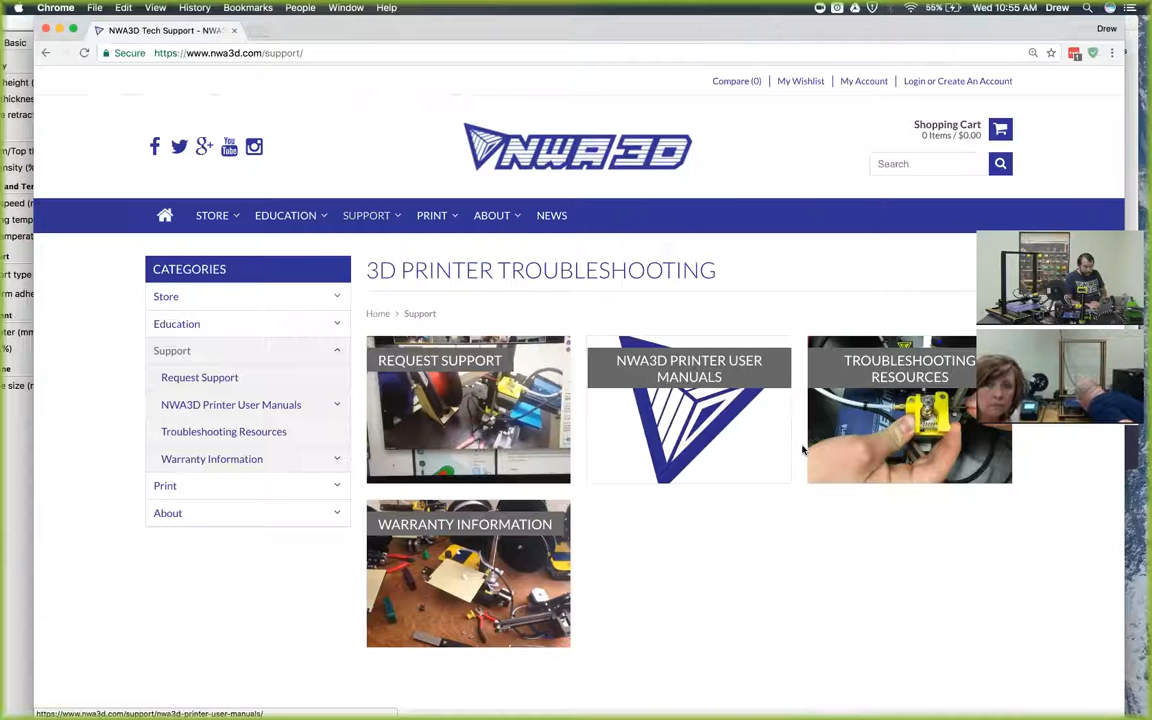 Chrome File Edit View History Bookmarks People Window Help
55% Wed 10:55 AM Drew
Basic
NWA3D Tech Support - NWA
Drew
Secure https://www.nwa3d.com/support/
Compare (0) My Wishlist My Account Login or Create An Account
Shopping Cart
0 Items / $0.00
NWA3D
Search
STORE EDUCATION SUPPORT PRINT ABOUT NEWS
CATEGORIES
Store
Education
Support
Request Support
NWA3D Printer User Manuals
Troubleshooting Resources
Warranty Information
Print
About
3D PRINTER TROUBLESHOOTING
Home > Support
REQUEST SUPPORT
NWA3D PRINTER USER
MANUALS
TROUBLESHOOTING
RESOURCES
WARRANTY INFORMATION
https://www.nwa3d.com/support/nwa3d-printer-user-manuals/